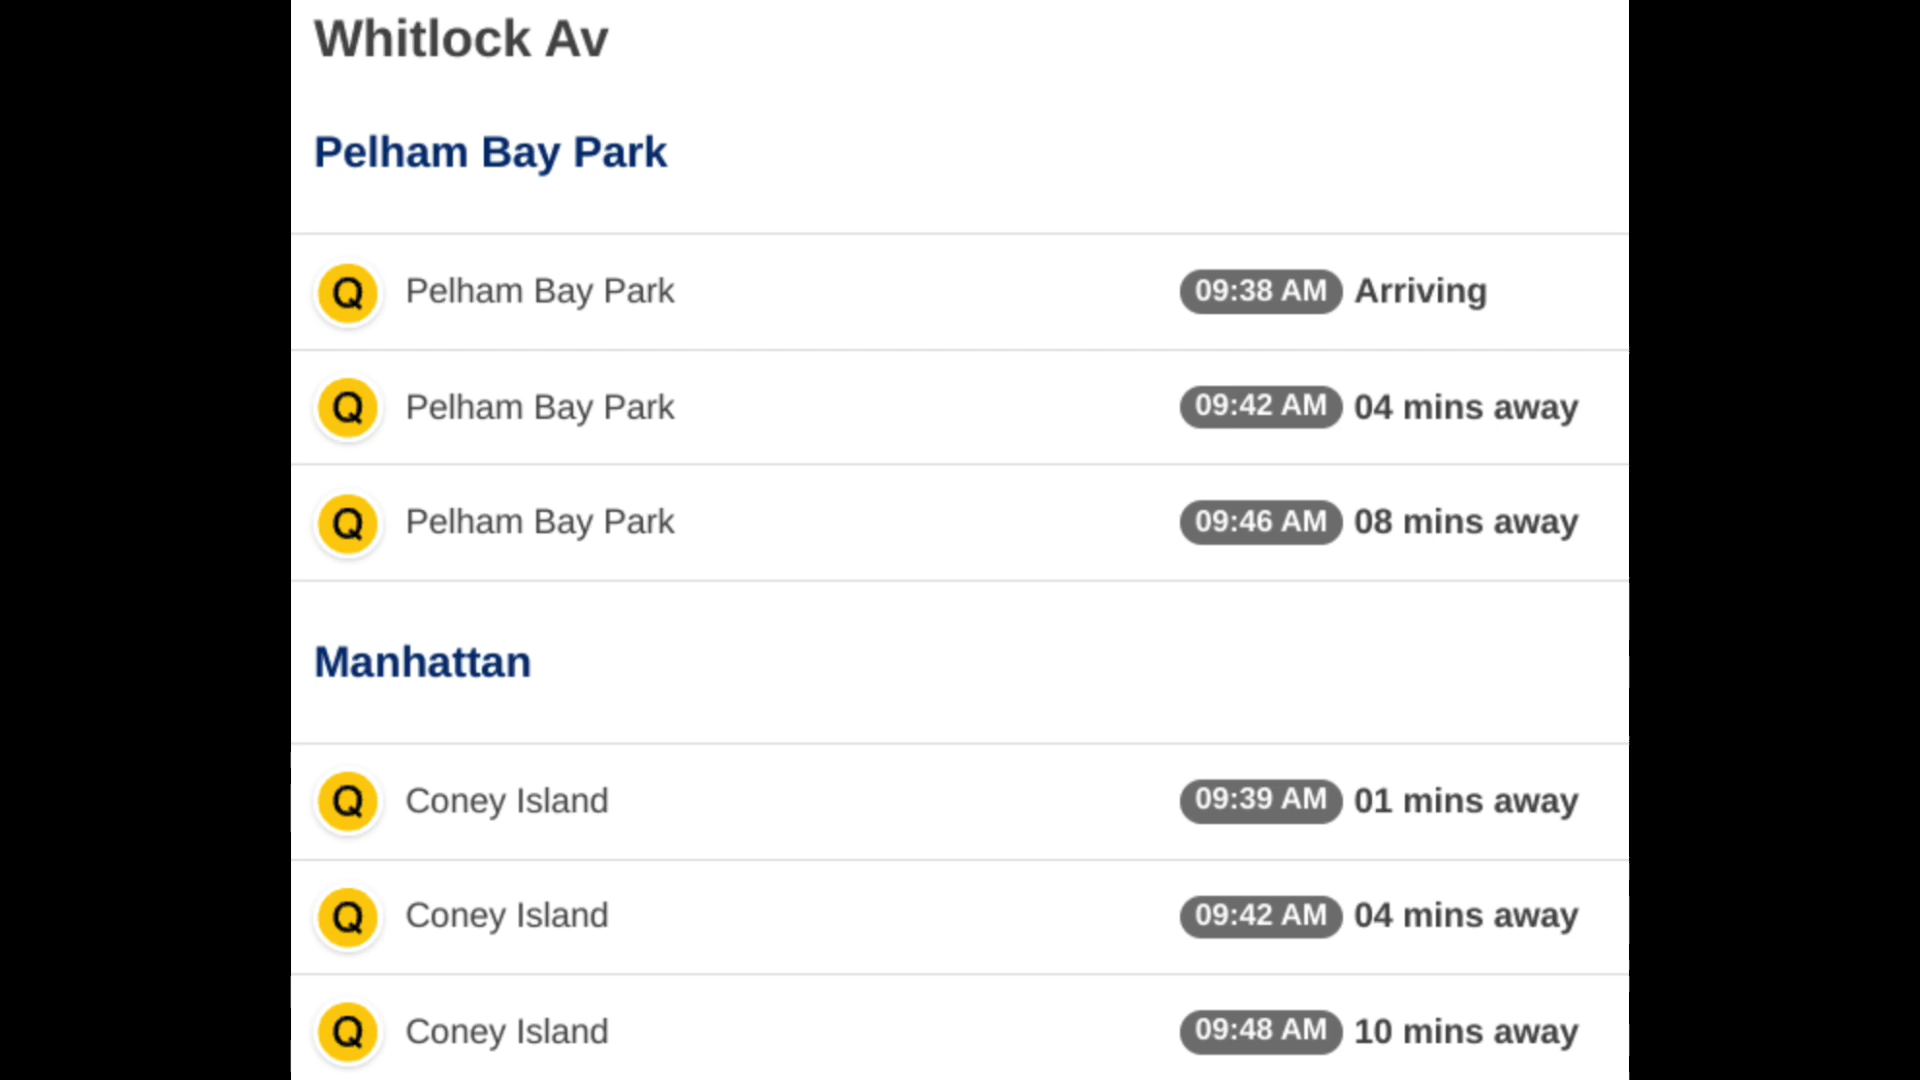 Whitlock Av
Pelham Bay Park
Q Pelham Bay Park 09:38 AM Arriving
Q Pelham Bay Park 09:42 AM 04 mins away
Q Pelham Bay Park 09:46 AM 08 mins away
Manhattan
Q Coney Island 09:39 AM 01 mins away
Q Coney Island 09:42 AM 04 mins away
Q Coney Island 09:48 AM 10 mins away